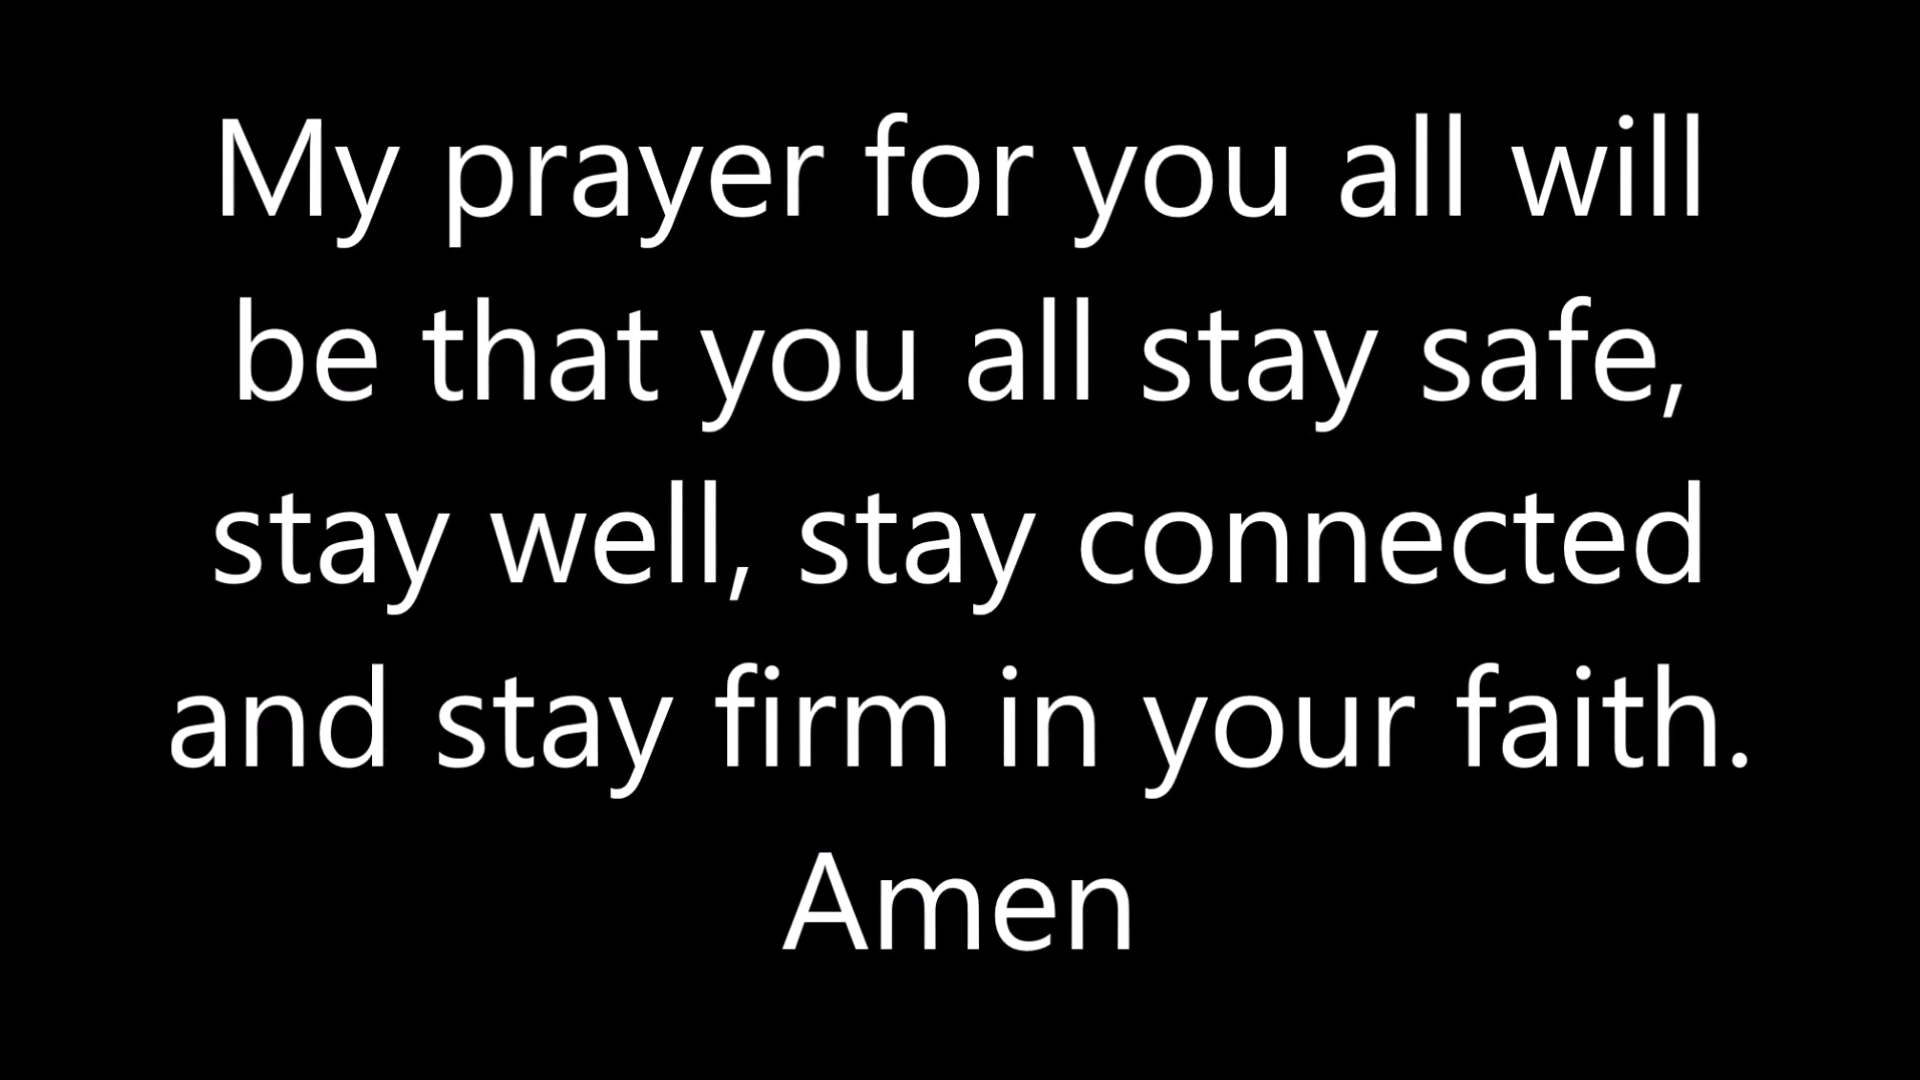 My prayer for you all will
be that you all stay safe,
stay well, stay connected
and stay firm in your faith.
Amen